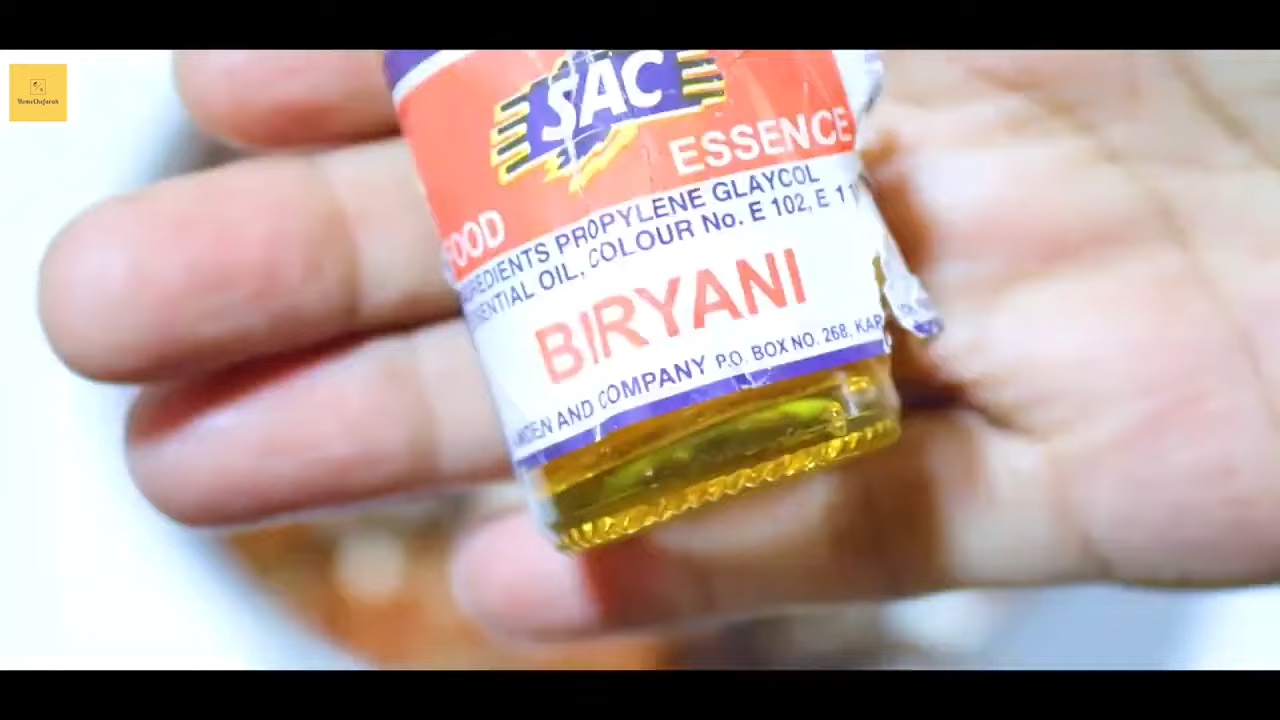 HomeChefarah
SAC
FOOD ESSENCE
INGREDIENTS PROPYLENE GLAYCOL
ESSENTIAL OIL, COLOUR No. E 102, E 11
BIRYANI
AND COMPANY P.O. BOX NO. 268, KAR